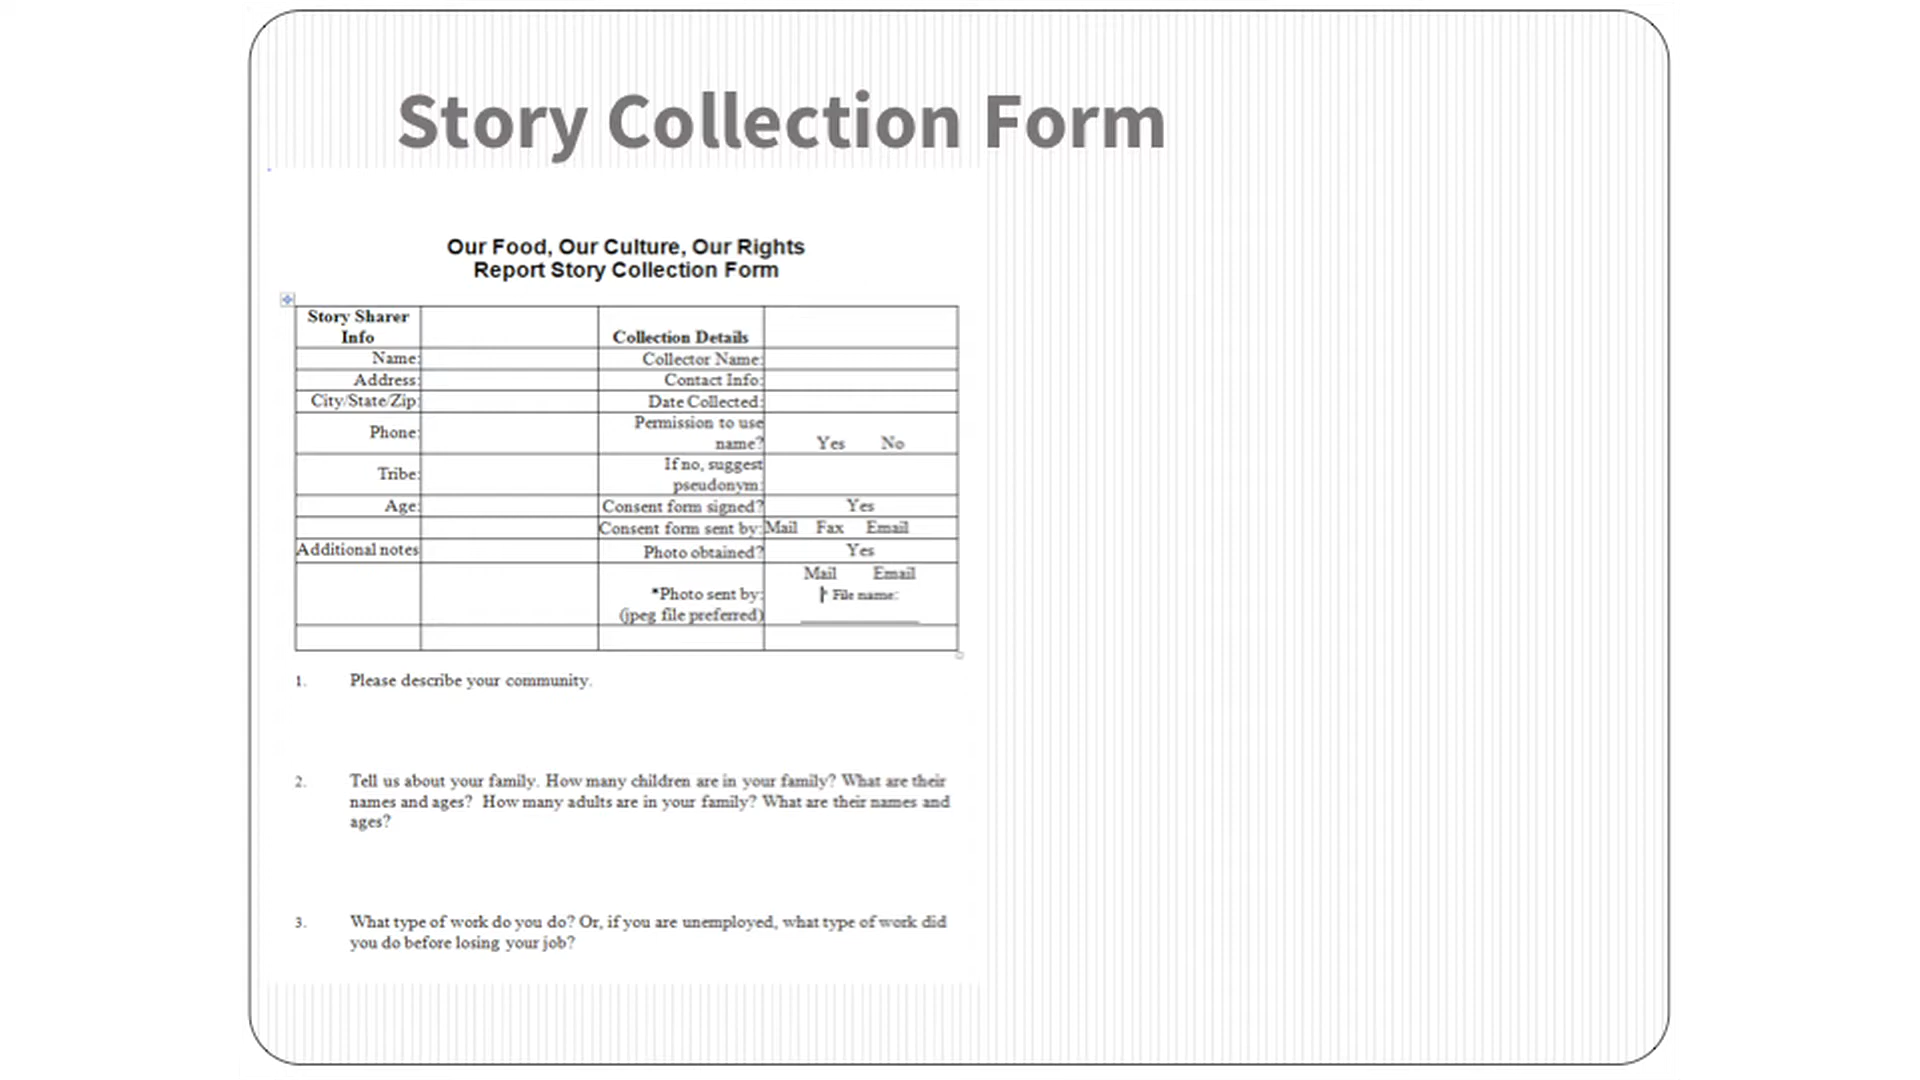 Story Collection Form
Our Food, Our Culture, Our Rights
Report Story Collection Form
Story Sharer
Info
Collection Details
Name:
Collector Name:
Address:
Contact Info:
City/State/Zip:
Date Collected:
Phone:
Permission to use
name?
Yes No
Tribe:
If no, suggest
pseudonym:
Age:
Consent form signed?
Yes
Consent form sent by:
Mail Fax Email
Additional notes
Photo obtained?
Yes
*Photo sent by:
(jpeg file preferred)
Mail Email
* File name:
1. Please describe your community.
2. Tell us about your family. How many children are in your family? What are their
names and ages? How many adults are in your family? What are their names and
ages?
3. What type of work do you do? Or, if you are unemployed, what type of work did
you do before losing your job?